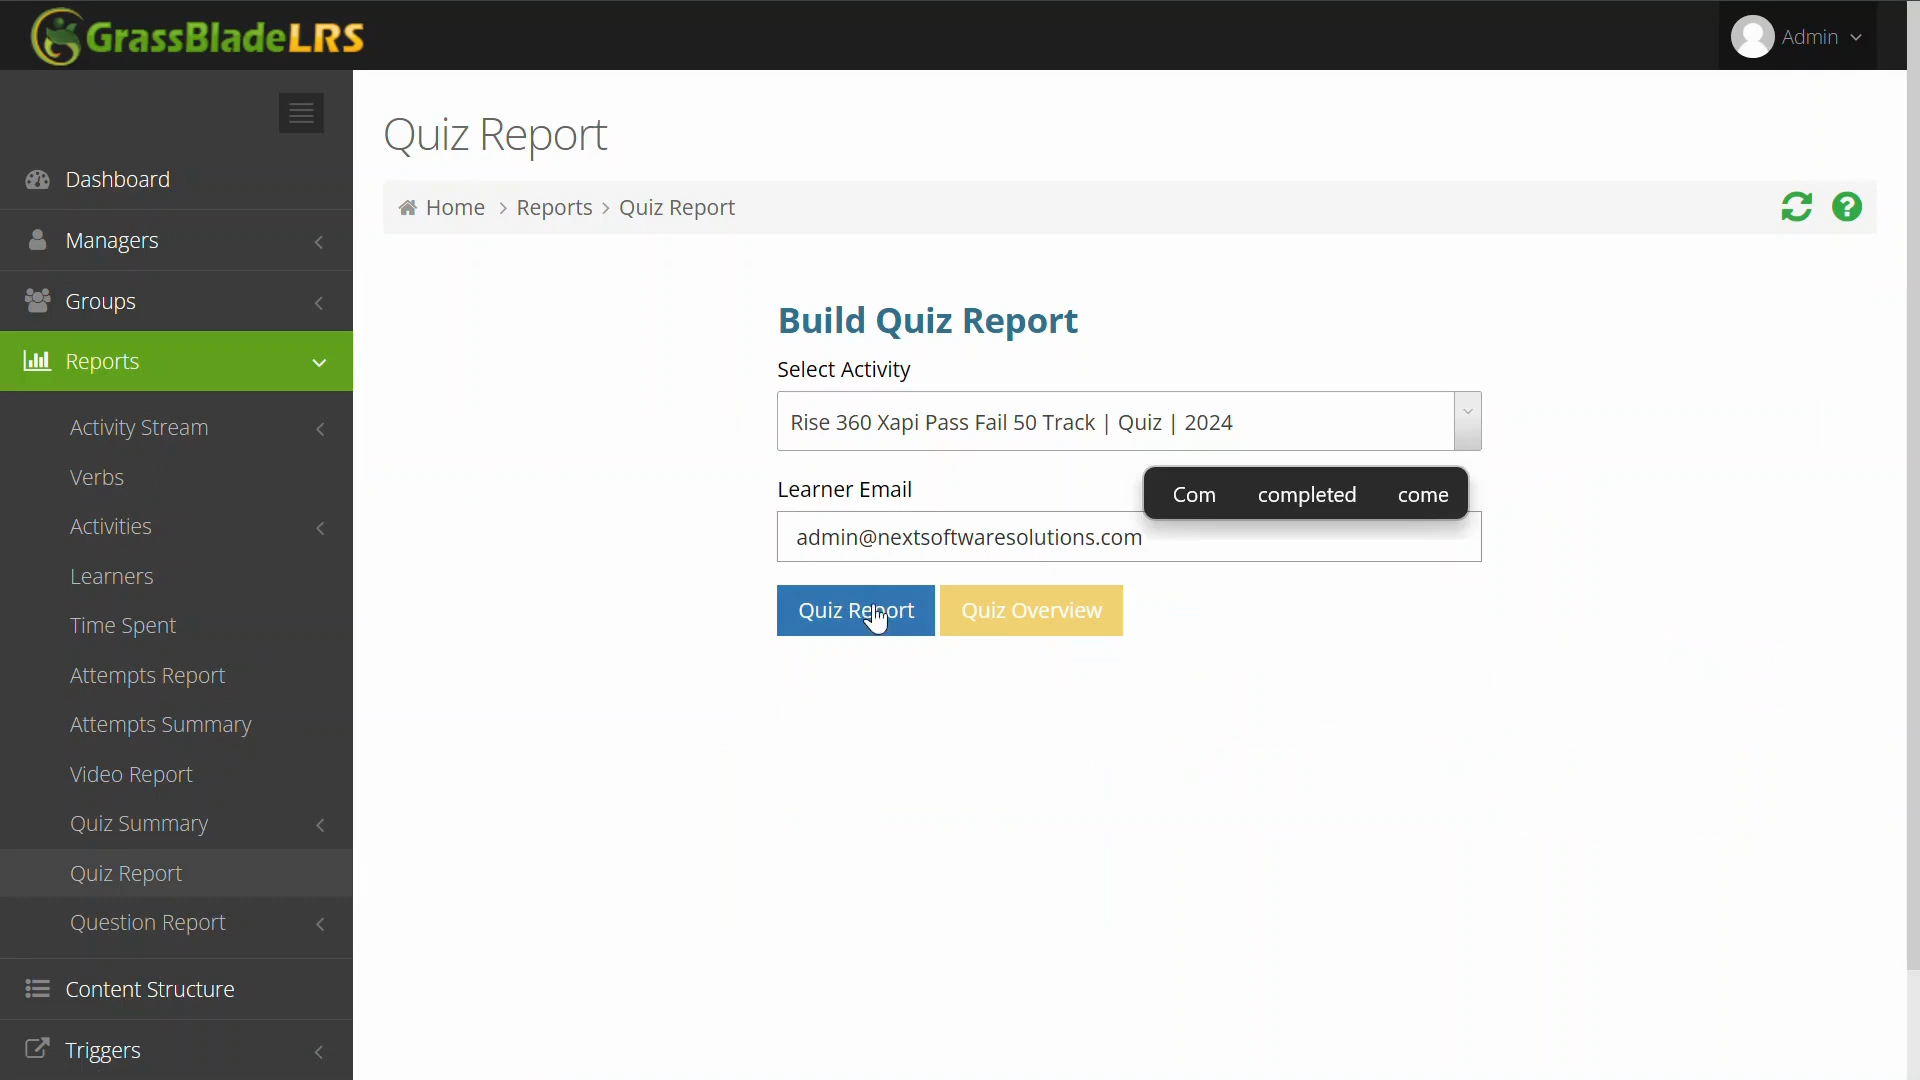 GrassBladeLRS
Admin
Quiz Report
Home > Reports > Quiz Report
Dashboard
Managers
Groups
Reports
Activity Stream
Verbs
Activities
Learners
Time Spent
Attempts Report
Attempts Summary
Video Report
Quiz Summary
Quiz Report
Question Report
Content Structure
Triggers
Build Quiz Report
Select Activity
Rise 360 Xapi Pass Fail 50 Track | Quiz | 2024
Learner Email
Com completed come
admin@nextsoftwaresolutions.com
Quiz Report Quiz Overview